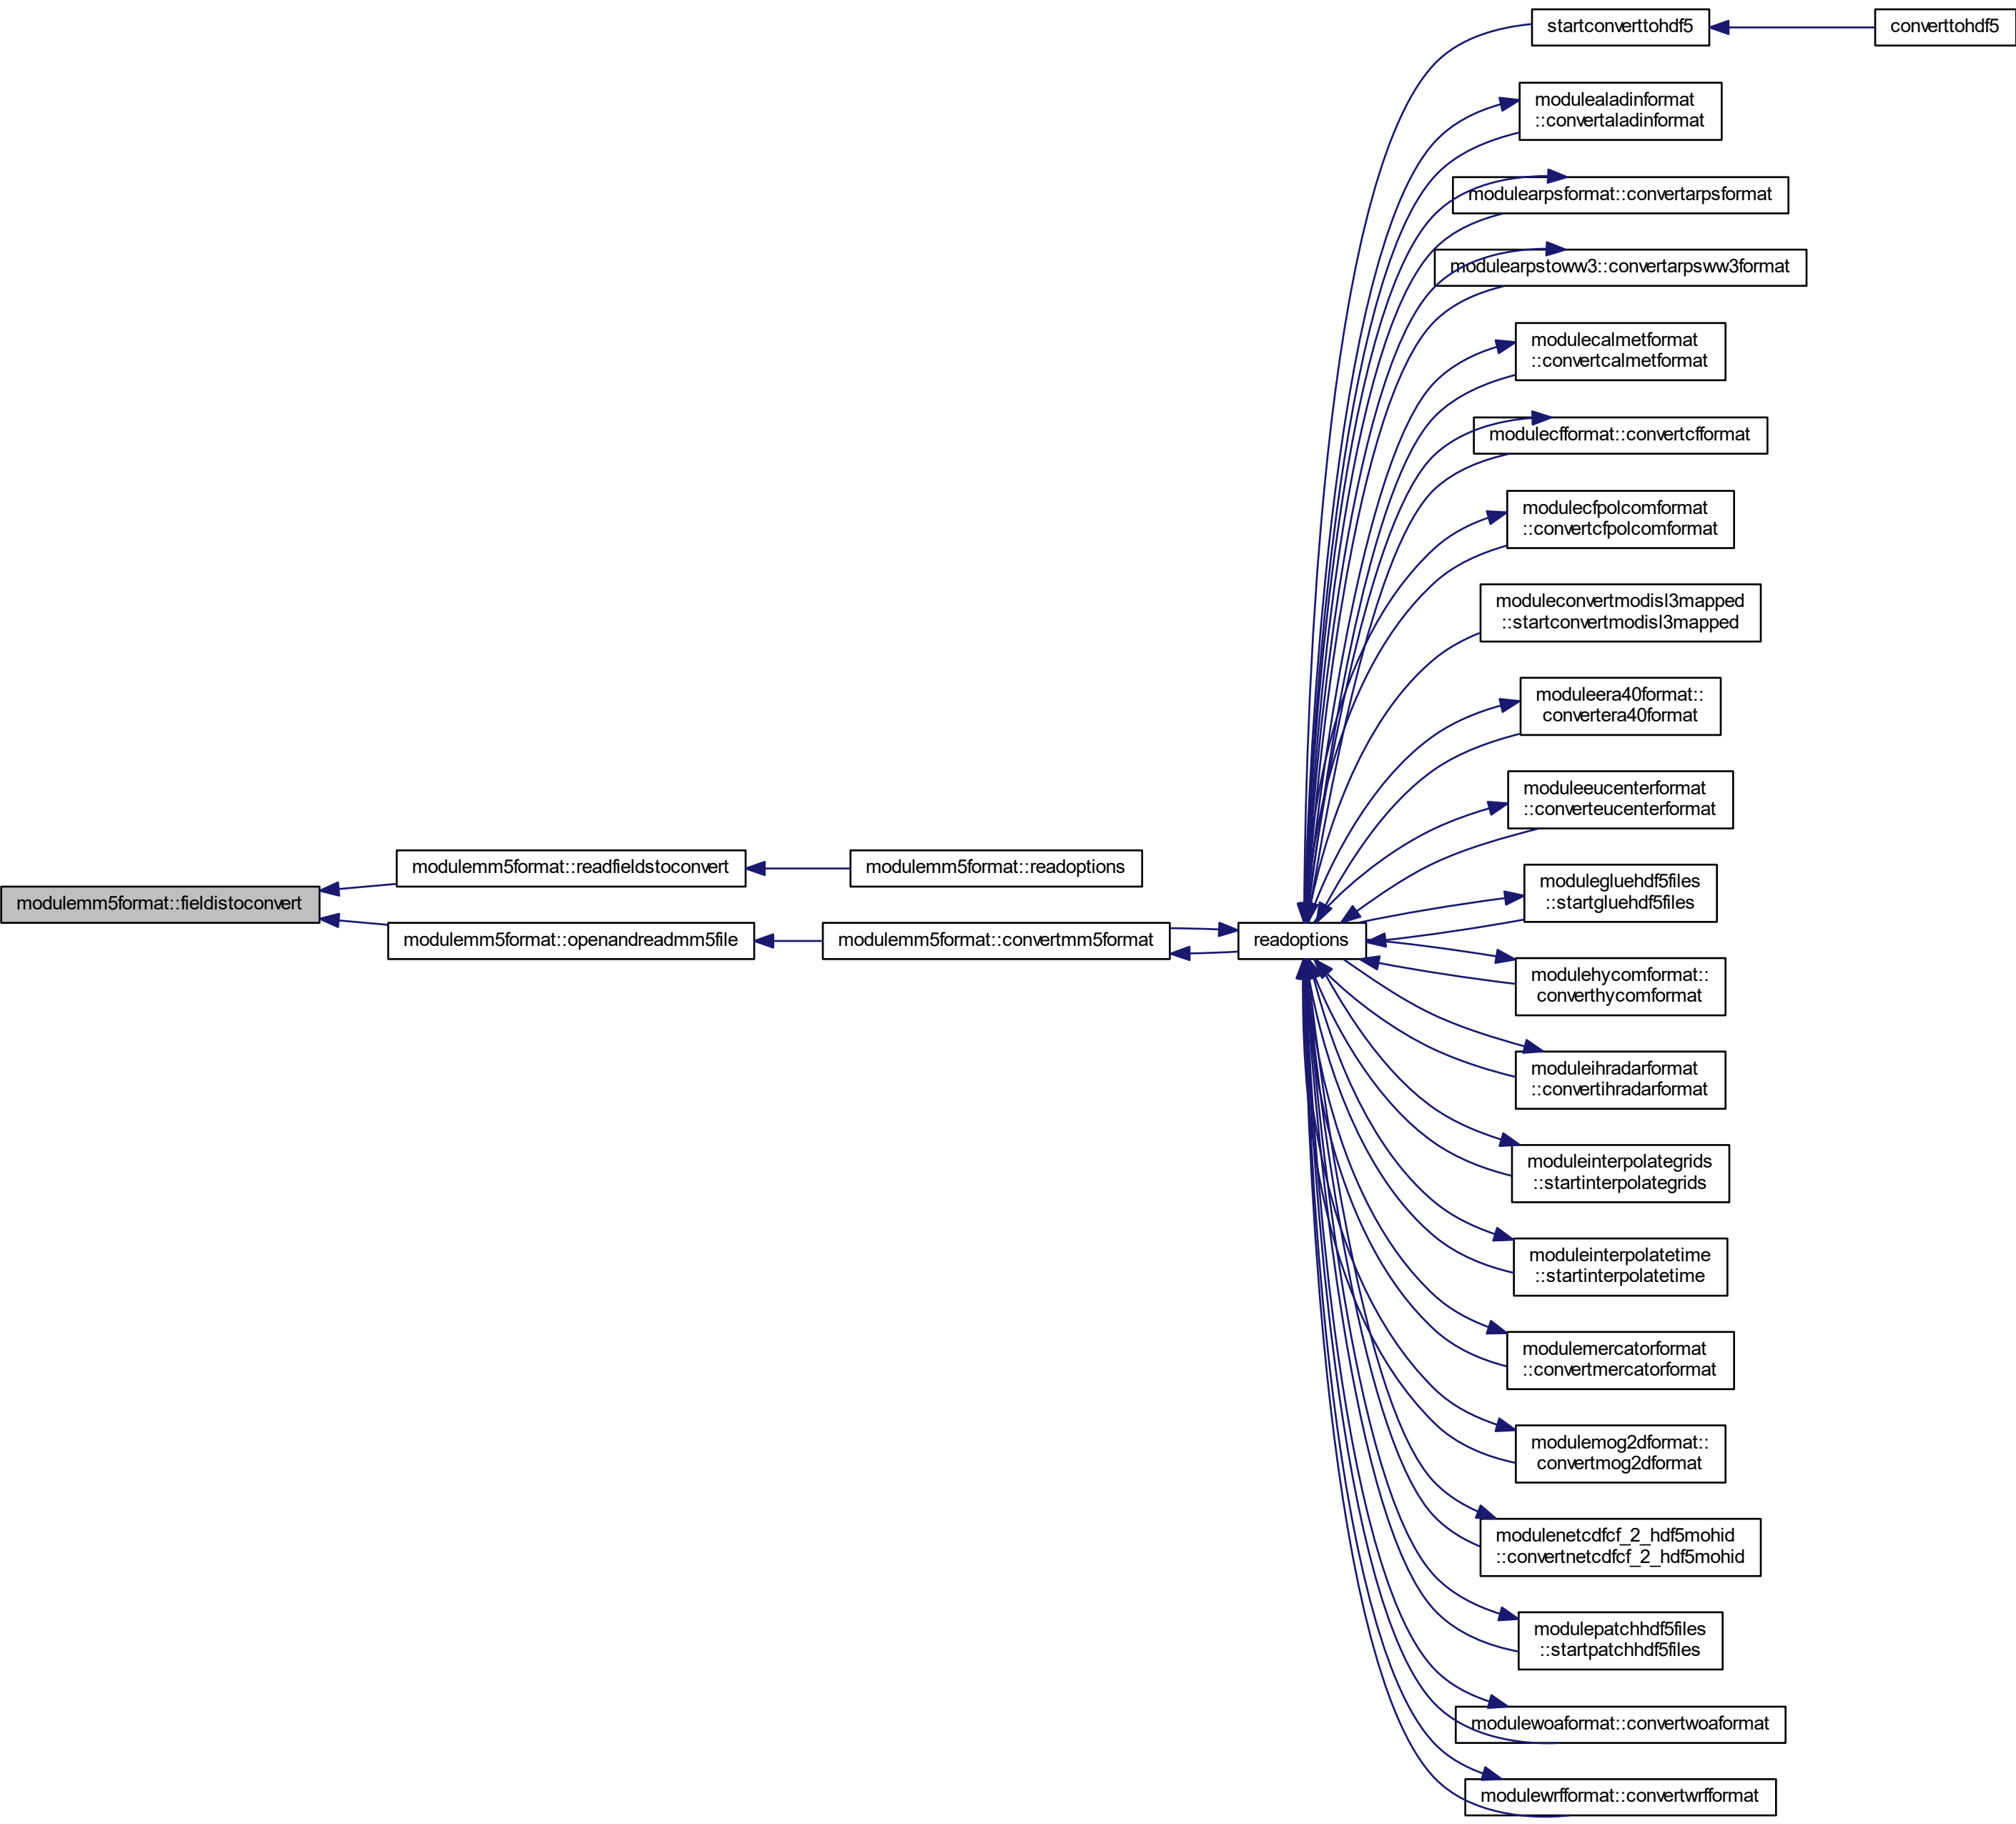 startconverttohdf5
converttohdf5
modulealadinformat
::convertaladinformat
modulearpsformat::convertarpsformat
modulearpstoww3::convertarpsww3format
modulecalmetformat
::convertcalmetformat
modulecfformat::convertcfformat
modulecfpolcomformat
::convertcfpolcomformat
moduleconvertmodisl3mapped
::startconvertmodisl3mapped
moduleera40format::
convertera40format
moduleeucenterformat
::converteucenterformat
modulemm5format::readfieldstoconvert
modulemm5format::readoptions
modulegluehdf5files
::startgluehdf5files
modulemm5format::fieldistoconvert
modulemm5format::openandreadmm5file
modulemm5format::convertmm5format
readoptions
modulehycomformat::
converthycomformat
moduleihradarformat
::convertihradarformat
moduleinterpolategrids
::startinterpolategrids
moduleinterpolatetime
::startinterpolatetime
modulemercatorformat
::convertmercatorformat
modulemog2dformat::
convertmog2dformat
modulenetcdfcf_2_hdf5mohid
::convertnetcdfcf_2_hdf5mohid
modulepatchhdf5files
::startpatchhdf5files
modulewoaformat::convertwoaformat
modulewrfformat::convertwrfformat